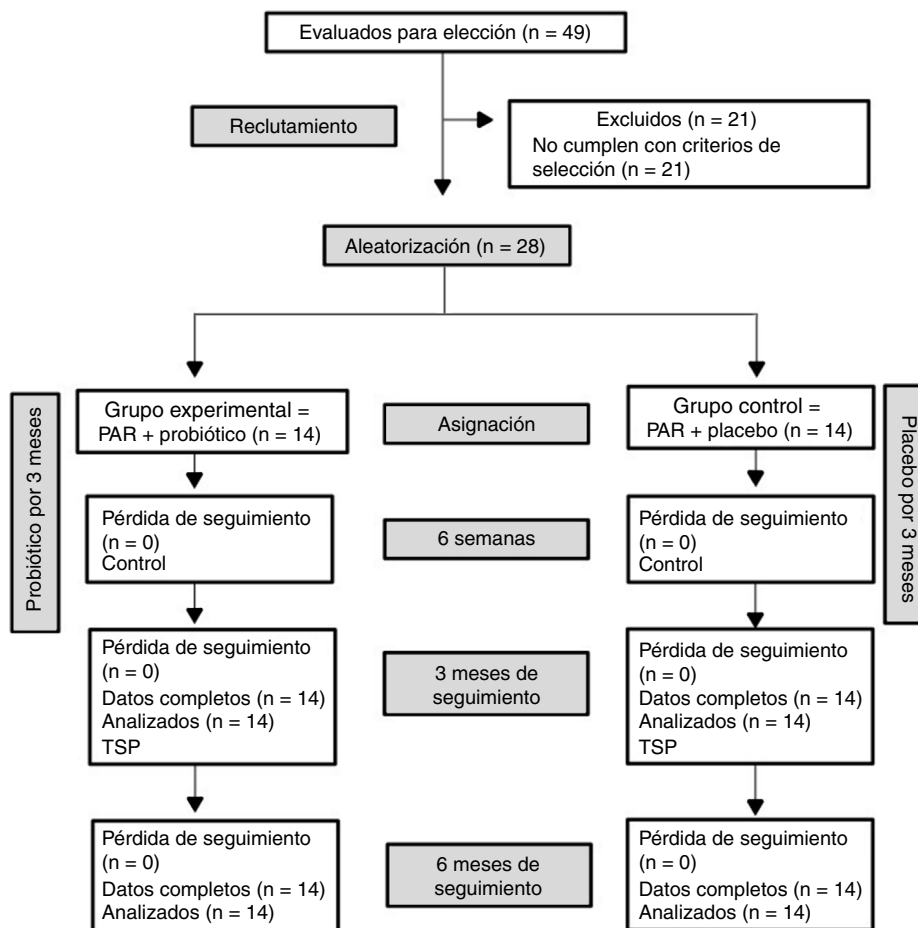 Evaluados para elección (n = 49)
Reclutamiento
Excluidos (n = 21)
No cumplen con criterios de
selección (n = 21)
Aleatorización (n = 28)
Probiótico por 3 meses
Grupo experimental =
PAR + probiótico (n = 14)
Asignación
Grupo control =
PAR + placebo (n = 14)
Placebo por 3 meses
Pérdida de seguimiento
(n = 0)
Control
6 semanas
Pérdida de seguimiento
(n = 0)
Control
Pérdida de seguimiento
(n = 0)
Datos completos (n = 14)
Analizados (n = 14)
TSP
3 meses de
seguimiento
Pérdida de seguimiento
(n = 0)
Datos completos (n = 14)
Analizados (n = 14)
TSP
Pérdida de seguimiento
(n = 0)
Datos completos (n = 14)
Analizados (n = 14)
6 meses de
seguimiento
Pérdida de seguimiento
(n = 0)
Datos completos (n = 14)
Analizados (n = 14)